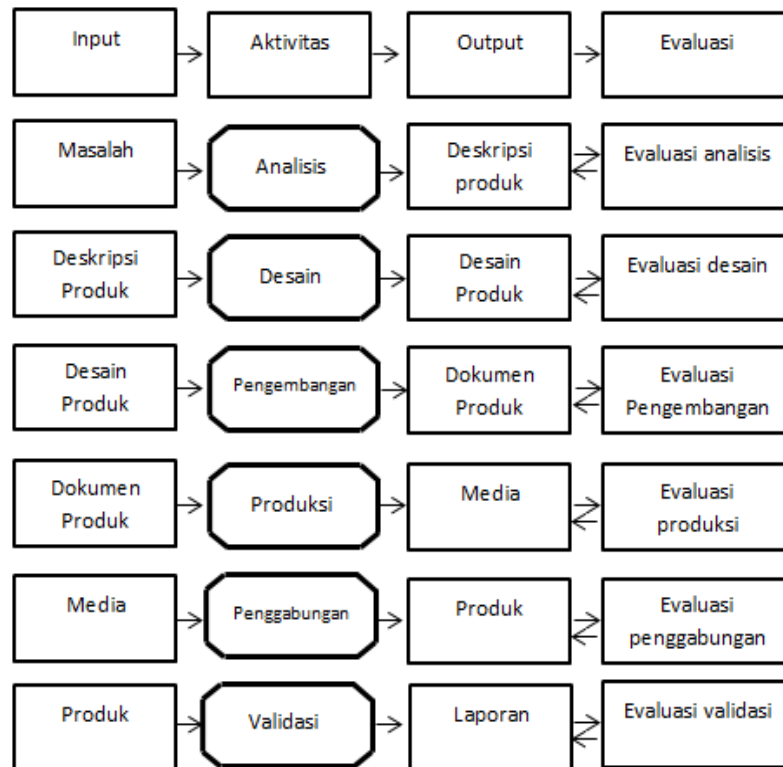 Input
Aktivitas
Output
Evaluasi
Masalah
Analisis
Deskripsi
produk
Evaluasi analisis
Deskripsi
Produk
Desain
Desain
Produk
Evaluasi desain
Desain
Produk
Pengembangan
Dokumen
Produk
Evaluasi
Pengembangan
Dokumen
Produk
Produksi
Media
Evaluasi
produksi
Media
Penggabungan
Produk
Evaluasi
penggabungan
Produk
Validasi
Laporan
Evaluasi validasi